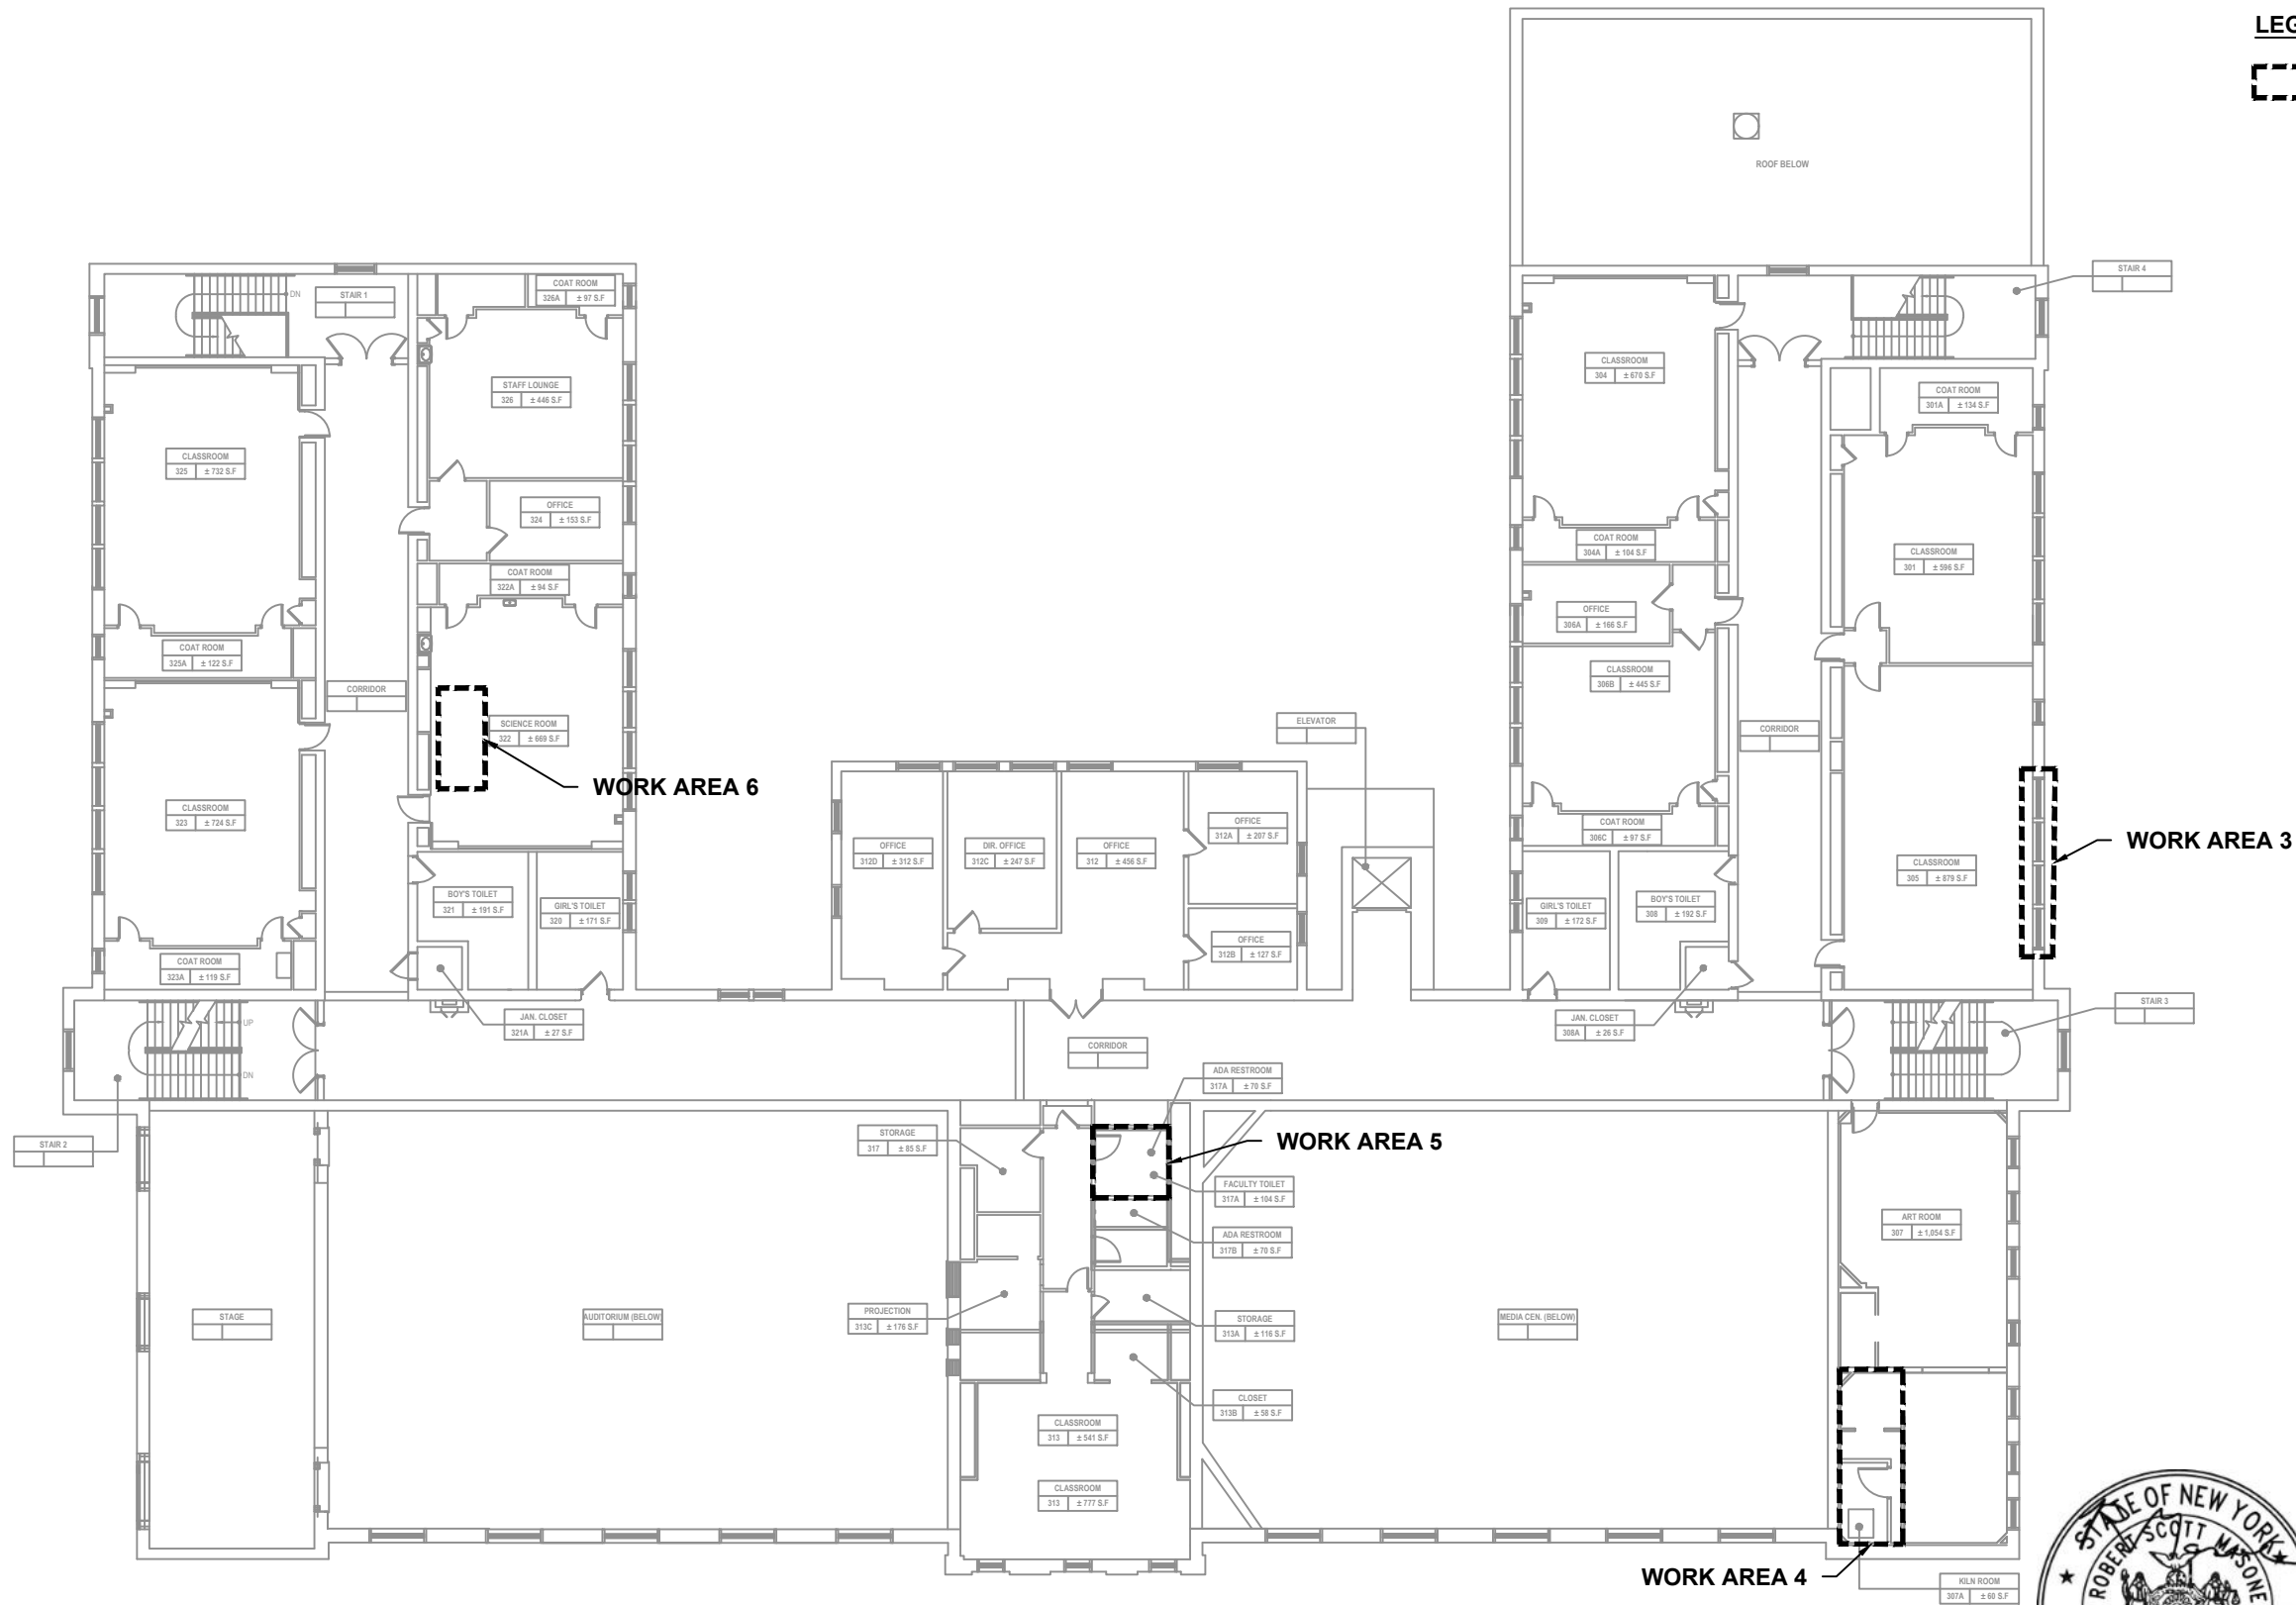 LEG
ROOF BELOW
STAIR 4
COAT ROOM
326A ± 97 S.F
STAIR 1
DN
STAFF LOUNGE
326 ± 446 S.F
CLASSROOM
304 ± 670 S.F
COAT ROOM
301A ± 134 S.F
CLASSROOM
325 ± 732 S.F
OFFICE
324 ± 153 S.F
COAT ROOM
304A ± 104 S.F
CLASSROOM
301 ± 596 S.F
COAT ROOM
322A ± 94 S.F
OFFICE
306A ± 166 S.F
COAT ROOM
325A ± 122 S.F
CLASSROOM
306B ± 445 S.F
CORRIDOR
SCIENCE ROOM
322 ± 669 S.F
ELEVATOR
CORRIDOR
WORK AREA 6
CLASSROOM
323 ± 724 S.F
OFFICE
312D ± 312 S.F
DIR. OFFICE
312C ± 247 S.F
OFFICE
312 ± 456 S.F
OFFICE
312A ± 207 S.F
COAT ROOM
306C ± 97 S.F
WORK AREA 3
CLASSROOM
305 ± 879 S.F
BOY'S TOILET
321 ± 191 S.F
GIRL'S TOILET
320 ± 171 S.F
GIRL'S TOILET
309 ± 172 S.F
BOY'S TOILET
308 ± 192 S.F
OFFICE
312B ± 127 S.F
COAT ROOM
323A ± 119 S.F
STAIR 3
JAN. CLOSET
321A ± 27 S.F
JAN. CLOSET
308A ± 26 S.F
UP
DN
CORRIDOR
ADA RESTROOM
317A ± 70 S.F
STAIR 2
STORAGE
317 ± 85 S.F
WORK AREA 5
FACULTY TOILET
317A ± 104 S.F
ART ROOM
307 ± 1,054 S.F
ADA RESTROOM
317B ± 70 S.F
STAGE
AUDITORIUM (BELOW)
PROJECTION
313C ± 176 S.F
STORAGE
313A ± 116 S.F
MEDIA CEN. (BELOW)
CLOSET
313B ± 58 S.F
CLASSROOM
313 ± 541 S.F
CLASSROOM
313 ± 777 S.F
WORK AREA 4
KILN ROOM
307A ± 60 S.F
STATE OF NEW YORK
ROBERT SCOTT MASONE